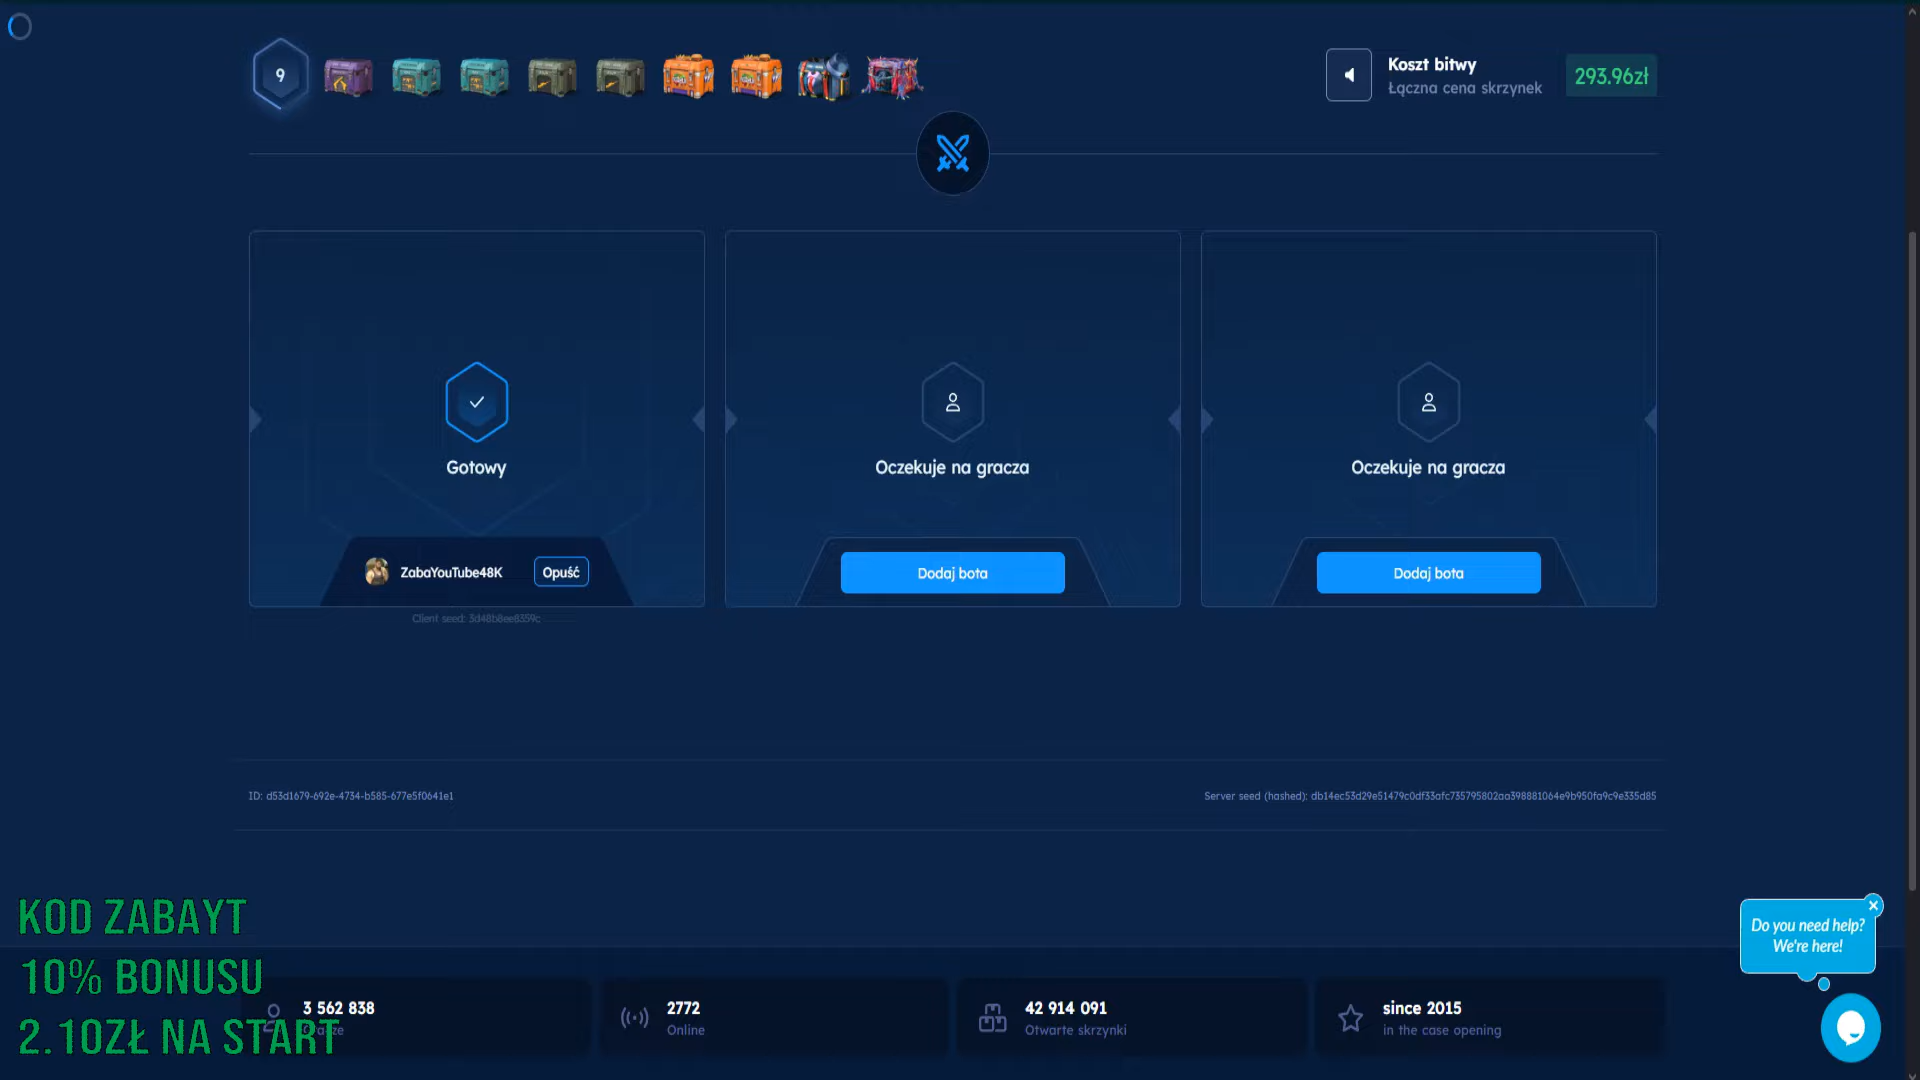 9
Koszt bitwy
Łączna cena skrzynek
293.96zł
Gotowy
Oczekuje na gracza
Oczekuje na gracza
ZabaYouTube48K
Opuść
Dodaj bota
Dodaj bota
Client seed: 3d48b8ee8359c
ID: d53d1679-692e-4734-b585-677e5f0641e1
Server seed (hashed): db14ec53d29e51479c0df33afc735795802aa398881064e9b950fa9c9e335d85
KOD ZABAYT
10% BONUSU
2.10ZŁ NA START
Do you need help?
We're here!
3 562 838
2772
Online
42 914 091
Otwarte skrzynki
since 2015
in the case opening